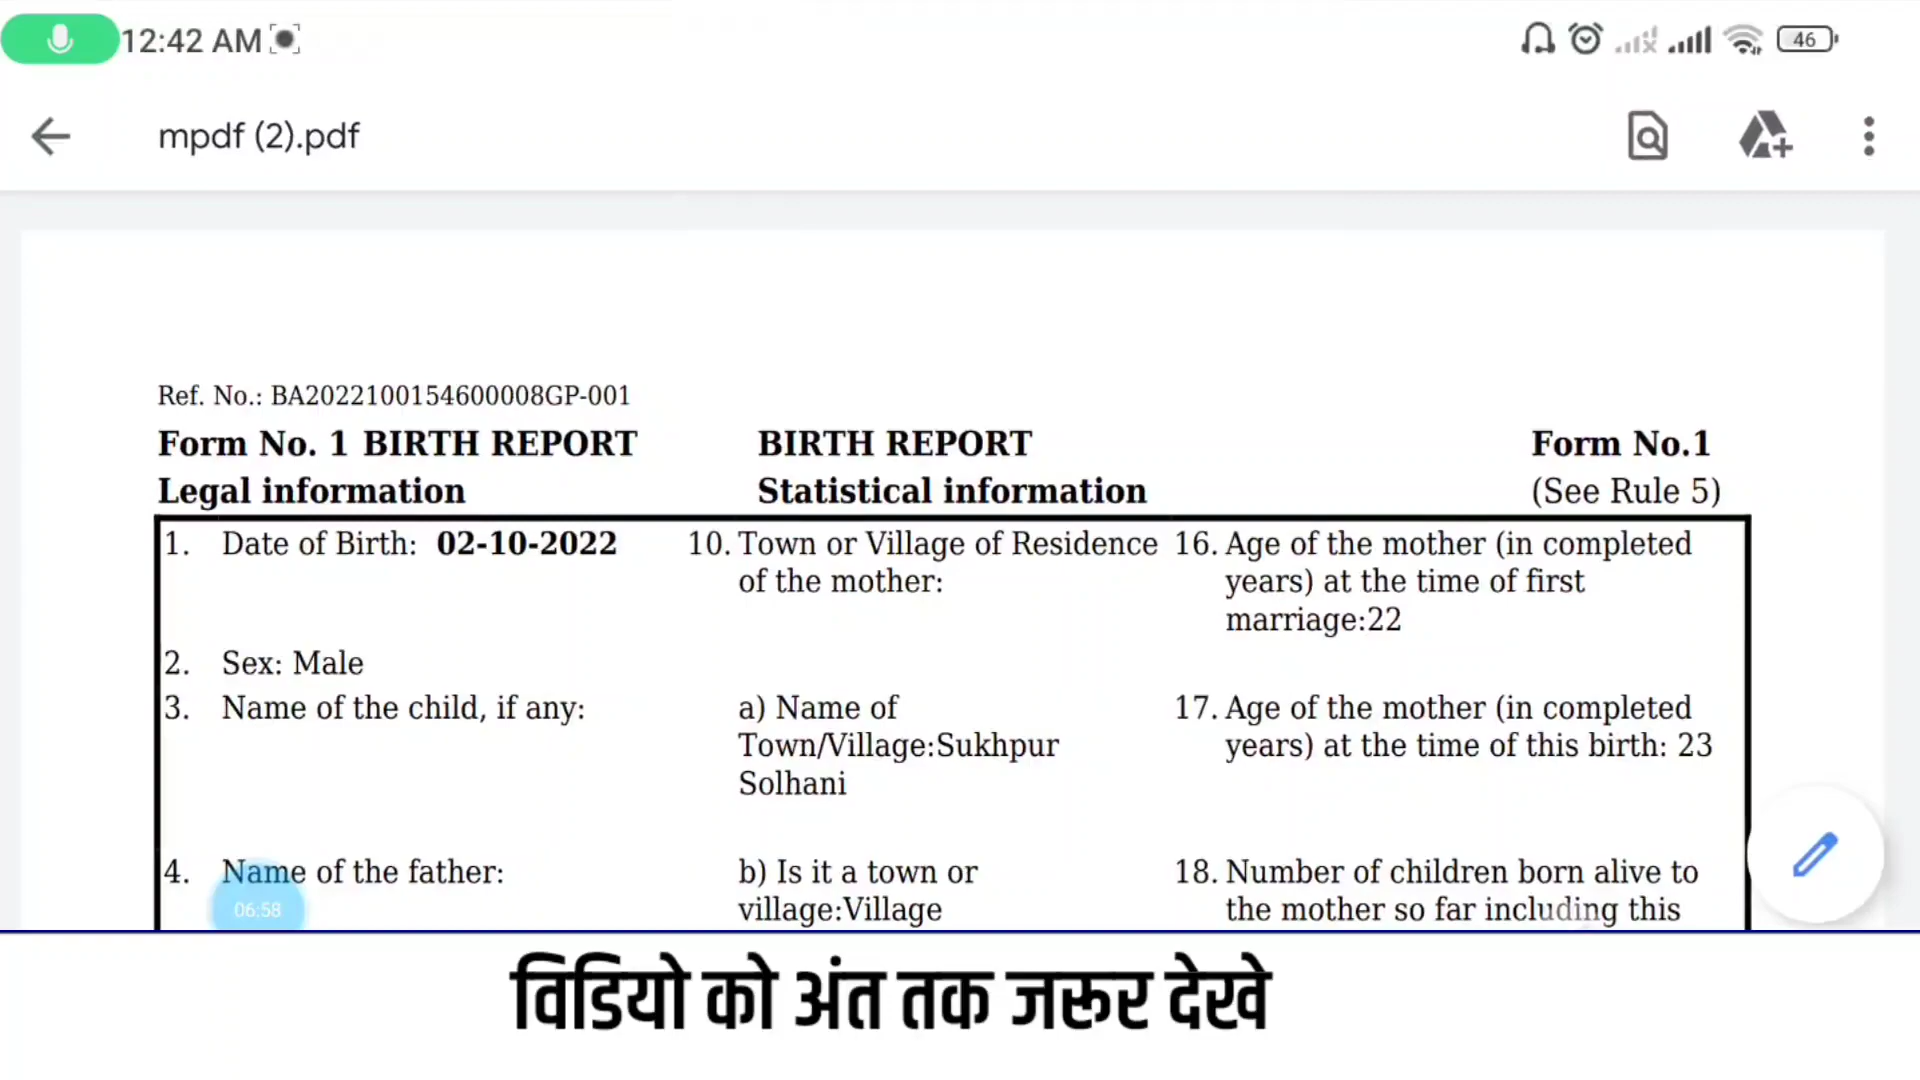 12:42 AM
46
mpdf (2).pdf
Ref. No.: BA2022100154600008GP-001
Form No. 1 BIRTH REPORT
BIRTH REPORT
Form No.1
Legal information
Statistical information
(See Rule 5)
1. Date of Birth: 02-10-2022
2. Sex: Male
3. Name of the child, if any:
4. Name of the father:
10. Town or Village of Residence
of the mother:
a) Name of
Town/Village:Sukhpur
Solhani
b) Is it a town or
village:Village
16. Age of the mother (in completed
years) at the time of first
marriage:22
17. Age of the mother (in completed
years) at the time of this birth: 23
18. Number of children born alive to
the mother so far including this
06:58
विडियो को अंत तक जरूर देखे